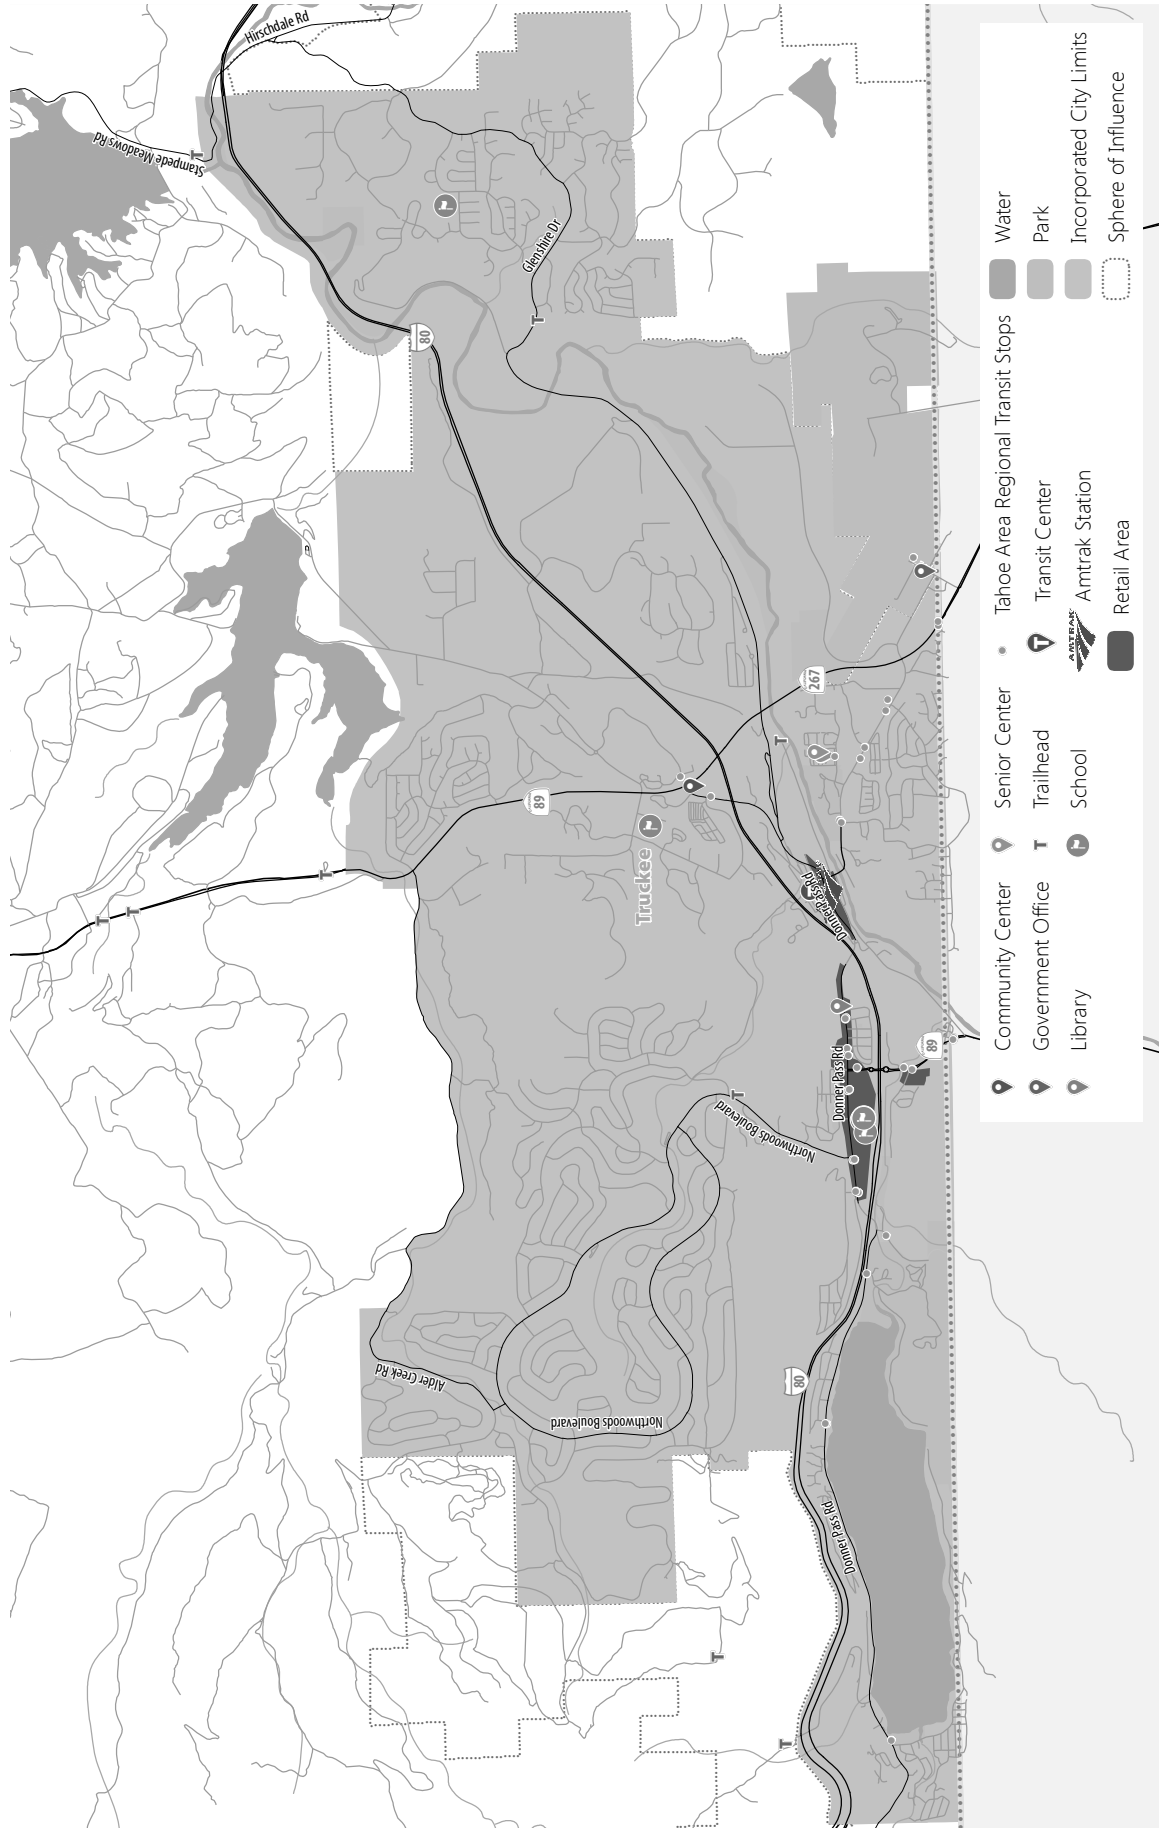 Hirschdale Rd
Stampede Meadows Rd
Glenshire Dr
80
267
89
Truckee
Donner Pass Rd
Donner Pass Rd
89
Northwoods Boulevard
Alder Creek Rd
Northwoods Boulevard
80
Donner Pass Rd
Community Center
Government Office
Library
Senior Center
Trailhead
School
Tahoe Area Regional Transit Stops
Transit Center
AMTRAK
Amtrak Station
Retail Area
Water
Park
Incorporated City Limits
Sphere of Influence